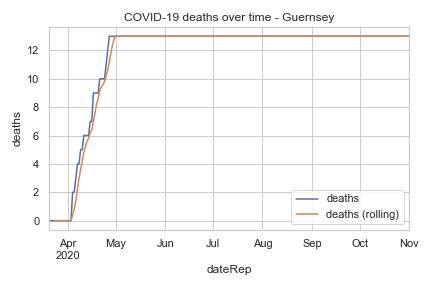 COVID-19 deaths over time - Guernsey
deaths
12
10
8
6
4
2
0
Apr
2020
May
Jun
Jul
Aug
Sep
Oct
Nov
dateRep
deaths
deaths (rolling)